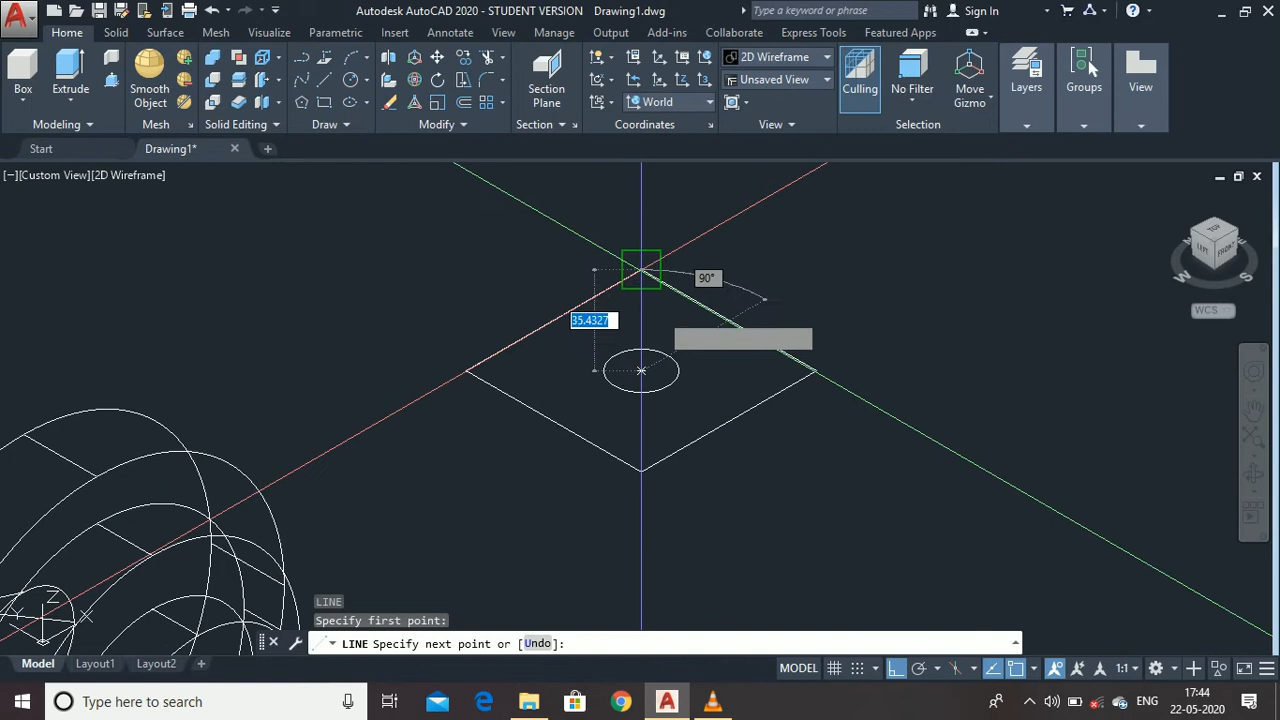 Autodesk AutoCAD 2020 - STUDENT VERSION Drawing1.dwg
Type a keyword or phrase
Sign In
Home Solid Surface Mesh Visualize Parametric Insert Annotate View Manage Output Add-ins Collaborate Express Tools Featured Apps
Box
Extrude
Smooth
Object
Section
Plane
2D Wireframe
Unsaved View
World
Culling
No Filter
Move
Gizmo
Layers
Groups
View
Modeling
Mesh
Solid Editing
Draw
Modify
Section
Coordinates
View
Selection
Start
Drawing1*
[−][Custom View][2D Wireframe]
TOP
LEFT
FRONT
W
S
WCS
90°
35.4327
Z
X
LINE
Specify first point:
LINE Specify next point or [Undo]:
Model Layout1 Layout2
MODEL
1:1
Type here to search
ENG
17:44
22-05-2020